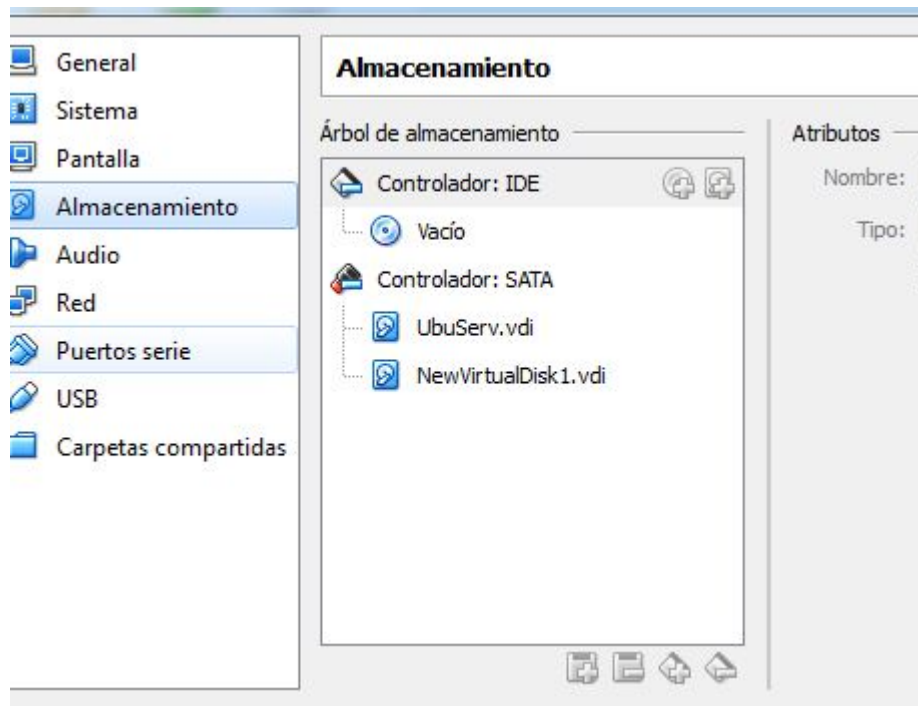 General
Sistema
Pantalla
Almacenamiento
Audio
Red
Puertos serie
USB
Carpetas compartidas
Almacenamiento
Árbol de almacenamiento
Controlador: IDE
Vacío
Controlador: SATA
UbuServ.vdi
NewVirtualDisk1.vdi
Atributos
Nombre:
Tipo: